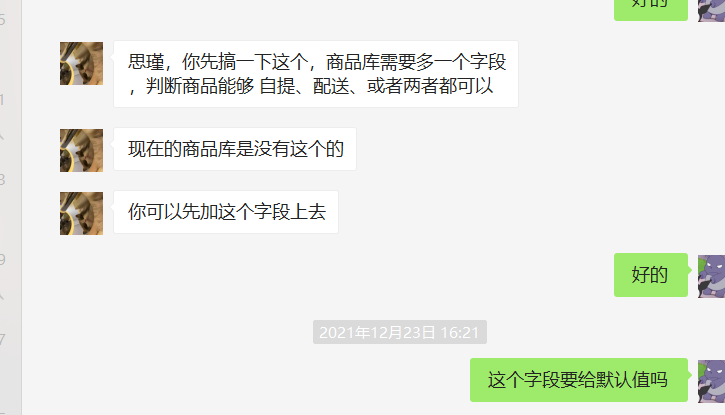 好的
思瑾，你先搞一下这个，商品库需要多一个字段
，判断商品能够 自提、配送、或者两者都可以
现在的商品库是没有这个的
你可以先加这个字段上去
好的
2021年12月23日 16:21
这个字段要给默认值吗